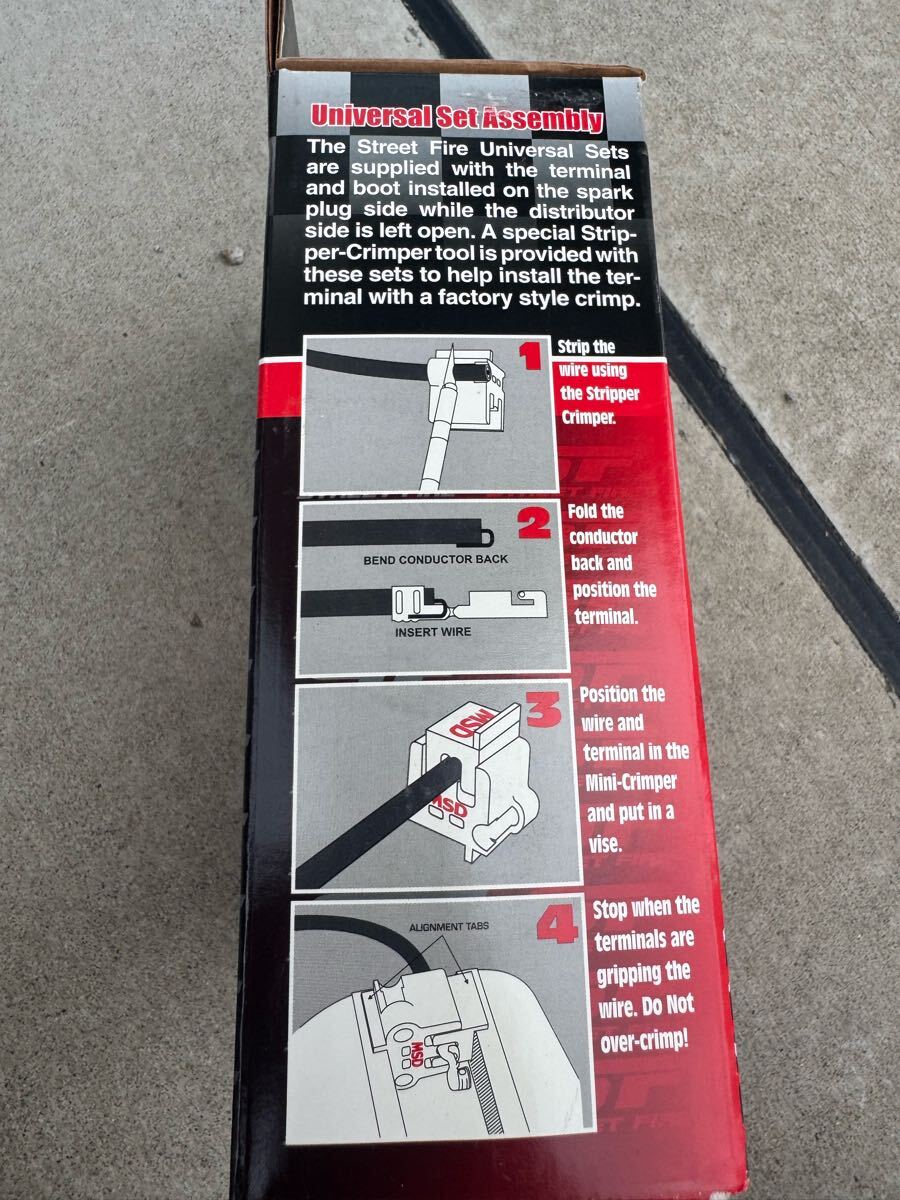 Universal Set Assembly
The Street Fire Universal Sets
are supplied with the terminal
and boot installed on the spark
plug side while the distributor
side is left open. A special Strip-
per-Crimper tool is provided with
these sets to help install the ter-
minal with a factory style crimp.
1
Strip the
wire using
the Stripper
Crimper.
2
BEND CONDUCTOR BACK
INSERT WIRE
Fold the
conductor
back and
position the
terminal.
MSD
3
MSD
Position the
wire and
terminal in the
Mini-Crimper
and put in a
vise.
ALIGNMENT TABS
4
MSD
Stop when the
terminals are
gripping the
wire. Do Not
over-crimp!